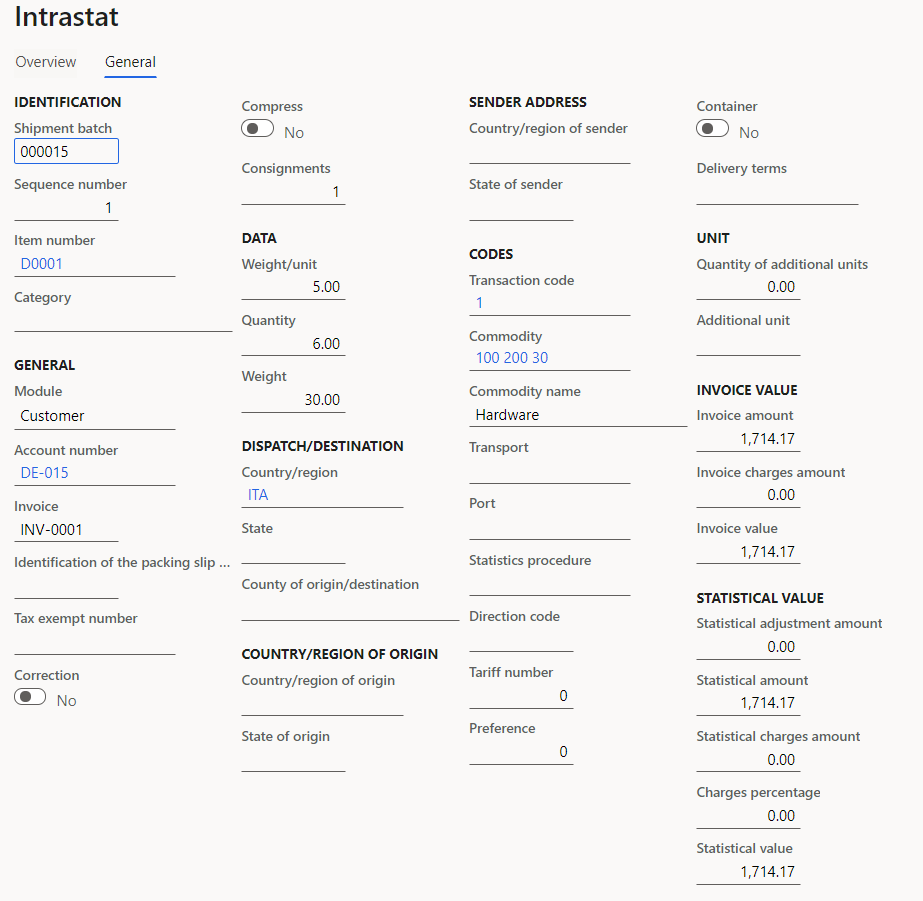 Intrastat
Overview
General
IDENTIFICATION
Shipment batch
000015
Sequence number
1
Item number
D0001
Category
GENERAL
Module
Customer
Account number
DE-015
Invoice
INV-0001
Identification of the packing slip ...
Tax exempt number
Correction
No
Compress
No
Consignments
1
DATA
Weight/unit
5.00
Quantity
6.00
Weight
30.00
DISPATCH/DESTINATION
Country/region
ITA
State
County of origin/destination
COUNTRY/REGION OF ORIGIN
Country/region of origin
State of origin
SENDER ADDRESS
Country/region of sender
State of sender
CODES
Transaction code
1
Commodity
100 200 30
Commodity name
Hardware
Transport
Port
Statistics procedure
Direction code
Tariff number
0
Preference
0
Container
No
Delivery terms
UNIT
Quantity of additional units
0.00
Additional unit
INVOICE VALUE
Invoice amount
1,714.17
Invoice charges amount
0.00
Invoice value
1,714.17
STATISTICAL VALUE
Statistical adjustment amount
0.00
Statistical amount
1,714.17
Statistical charges amount
0.00
Charges percentage
0.00
Statistical value
1,714.17